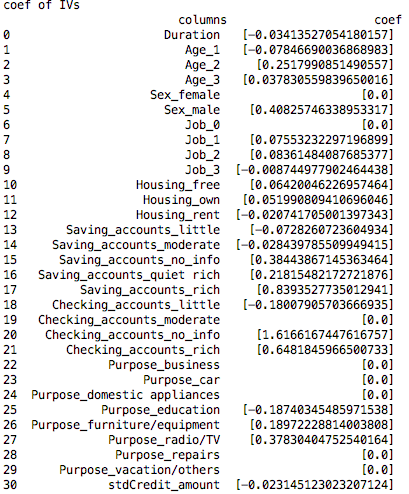 coef of IVs
columns coef
0 Duration [-0.03413527054180157]
1 Age_1 [-0.07846690036868983]
2 Age_2 [0.2517990851490557]
3 Age_3 [0.037830559839650016]
4 Sex_female [0.0]
5 Sex_male [0.40825746338953317]
6 Job_0 [0.0]
7 Job_1 [0.07553232297196899]
8 Job_2 [0.08361484087685377]
9 Job_3 [-0.008744977902464438]
10 Housing_free [0.06420046226957464]
11 Housing_own [0.051990809410696046]
12 Housing_rent [-0.020741705001397343]
13 Saving_accounts_little [-0.0728260723604934]
14 Saving_accounts_moderate [-0.028439785509949415]
15 Saving_accounts_no_info [0.38443867145363464]
16 Saving_accounts_quiet rich [0.21815482172721876]
17 Saving_accounts_rich [0.8393527735012941]
18 Checking_accounts_little [-0.18007905703666935]
19 Checking_accounts_moderate [0.0]
20 Checking_accounts_no_info [1.6166167447616757]
21 Checking_accounts_rich [0.6481845966500733]
22 Purpose_business [0.0]
23 Purpose_car [0.0]
24 Purpose_domestic appliances [0.0]
25 Purpose_education [-0.18740345485971538]
26 Purpose_furniture/equipment [0.18972228814003808]
27 Purpose_radio/TV [0.37830404752540164]
28 Purpose_repairs [0.0]
29 Purpose_vacation/others [0.0]
30 stdCredit_amount [-0.023145123023207124]